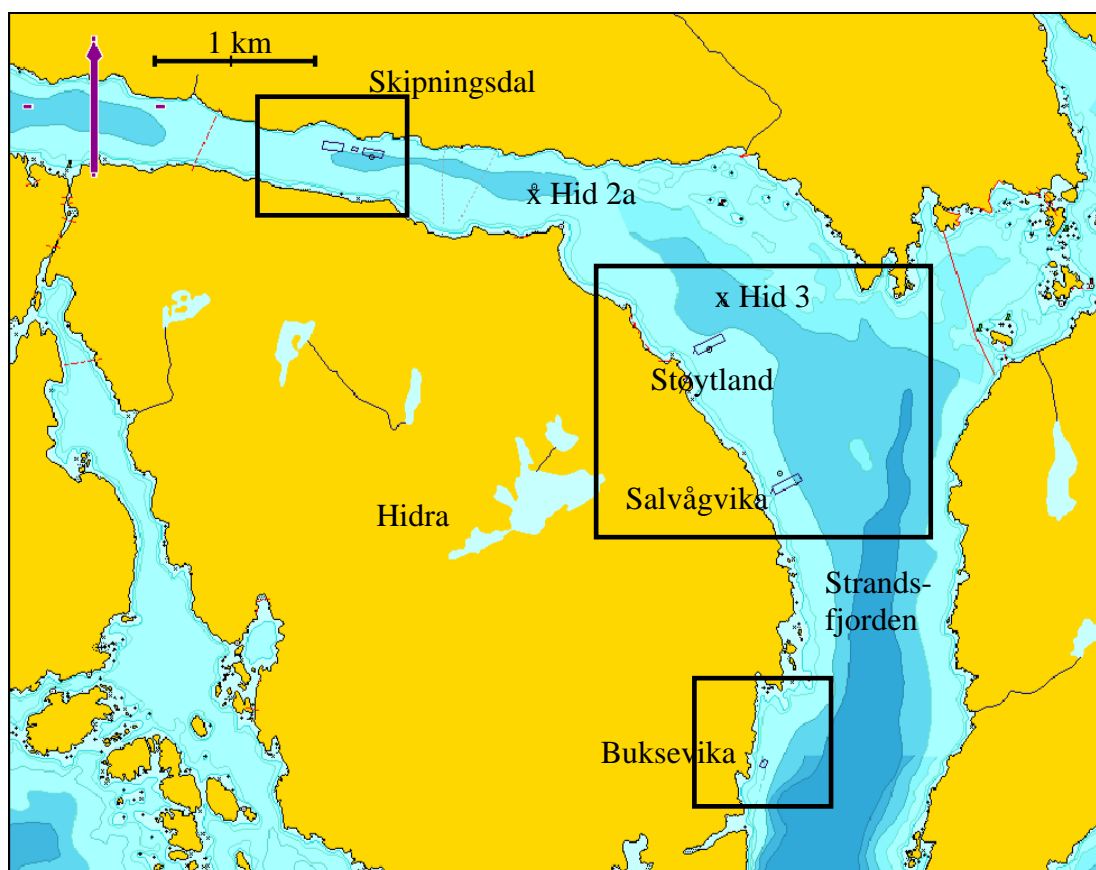 1 km
Skipningsdal
x Hid 2a
x Hid 3
Støytland
Salvågvika
Hidra
Strands-
fjorden
Buksevika